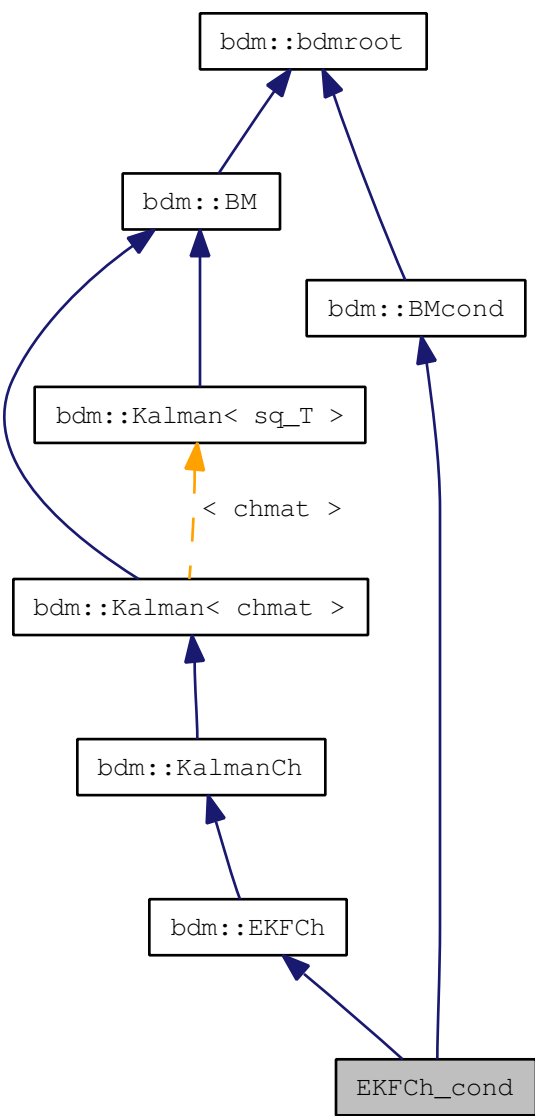 bdm::bdmroot
bdm::BM
bdm::BMcond
bdm::Kalman< sq_T >
< chmat >
bdm::Kalman< chmat >
bdm::KalmanCh
bdm::EKFCh
EKFCh_cond